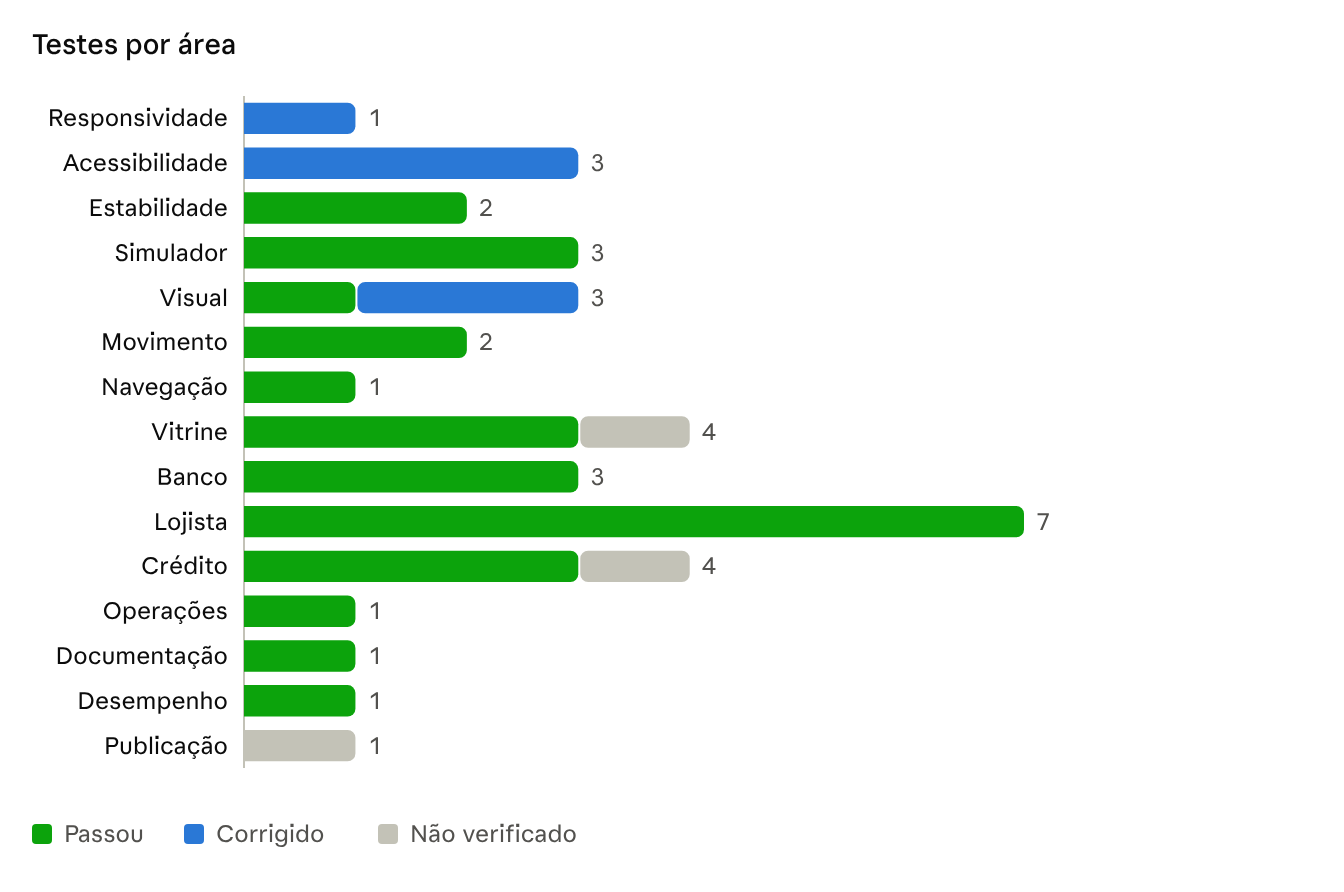 Testes por área
Responsividade 1
Acessibilidade 3
Estabilidade 2
Simulador 3
Visual 3
Movimento 2
Navegação 1
Vitrine 4
Banco 3
Lojista 7
Crédito 4
Operações 1
Documentação 1
Desempenho 1
Publicação 1
Passou Corrigido Não verificado